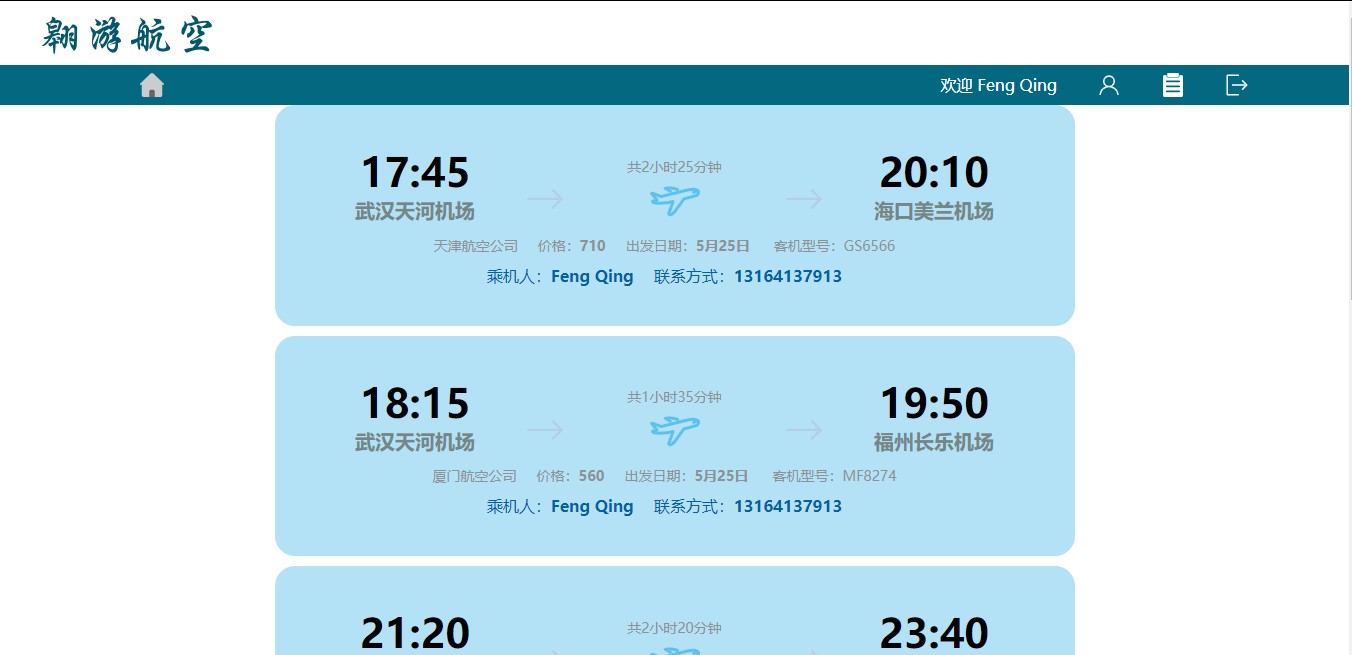 翱游航空
欢迎 Feng Qing
17:45 共2小时25分钟 20:10
武汉天河机场 海口美兰机场
天津航空公司 价格：710 出发日期：5月25日 客机型号：GS6566
乘机人：Feng Qing 联系方式：13164137913
18:15 共1小时35分钟 19:50
武汉天河机场 福州长乐机场
厦门航空公司 价格：560 出发日期：5月25日 客机型号：MF8274
乘机人：Feng Qing 联系方式：13164137913
21:20 共2小时20分钟 23:40